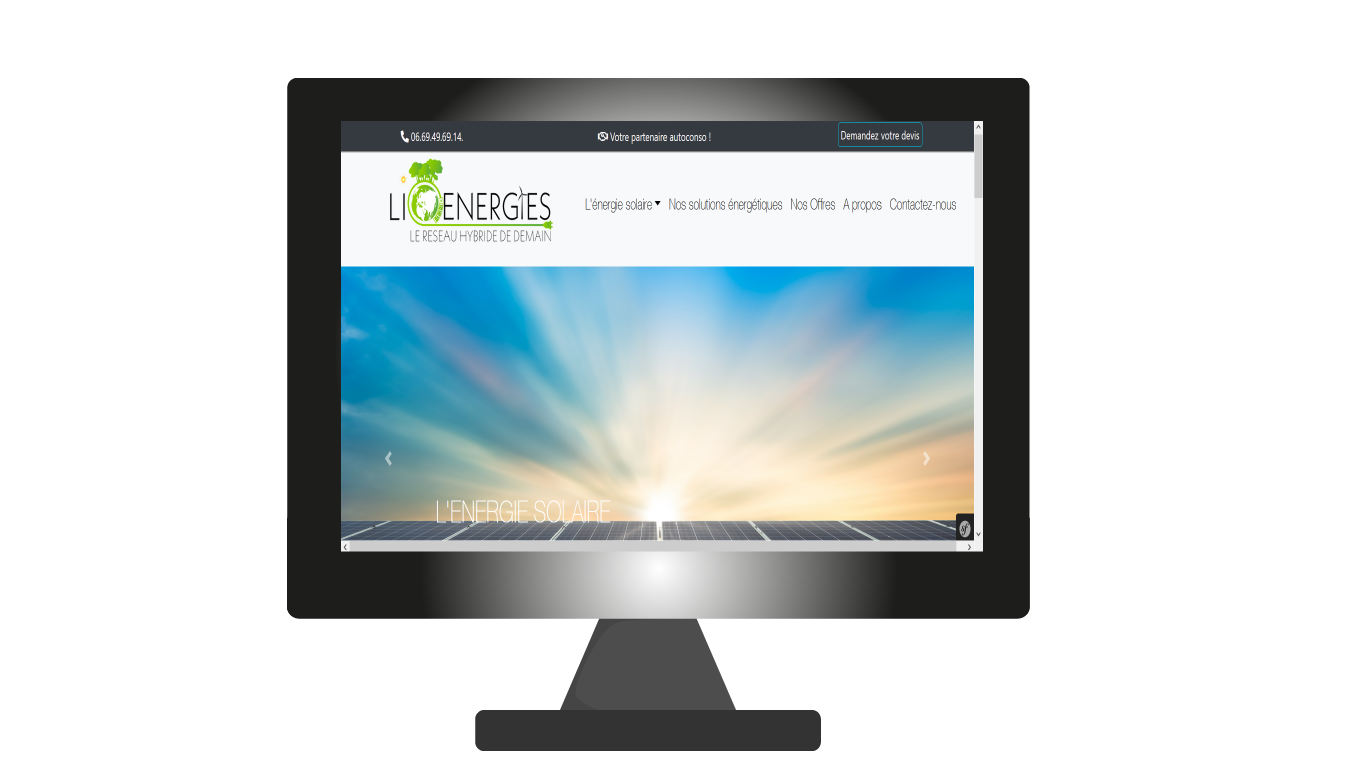 06.69.49.69.14.
Votre partenaire autoconso !
Demandez votre devis
LIOENERGIES
LE RESEAU HYBRIDE DE DEMAIN
L'énergie solaire
Nos solutions énergétiques
Nos Offres
A propos
Contactez-nous
L'ENERGIE SOLAIRE